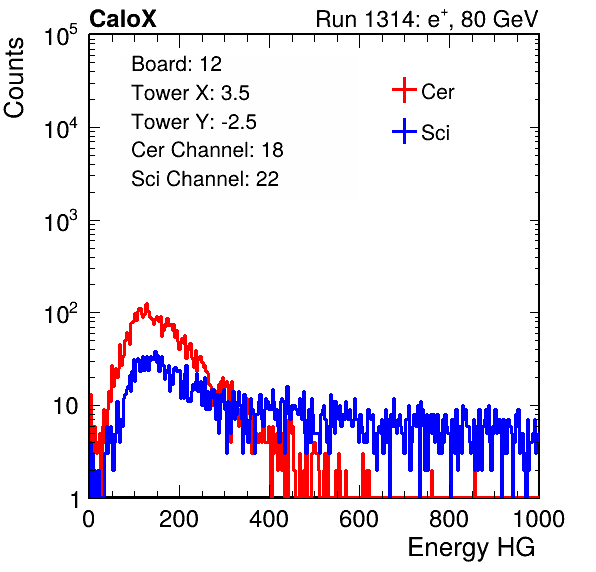 CaloX Run 1314: e⁺, 80 GeV
Counts
Board: 12
Tower X: 3.5
Tower Y: -2.5
Cer Channel: 18
Sci Channel: 22
Cer
Sci
10⁵
10⁴
10³
10²
10
1
0 200 400 600 800 1000
Energy HG